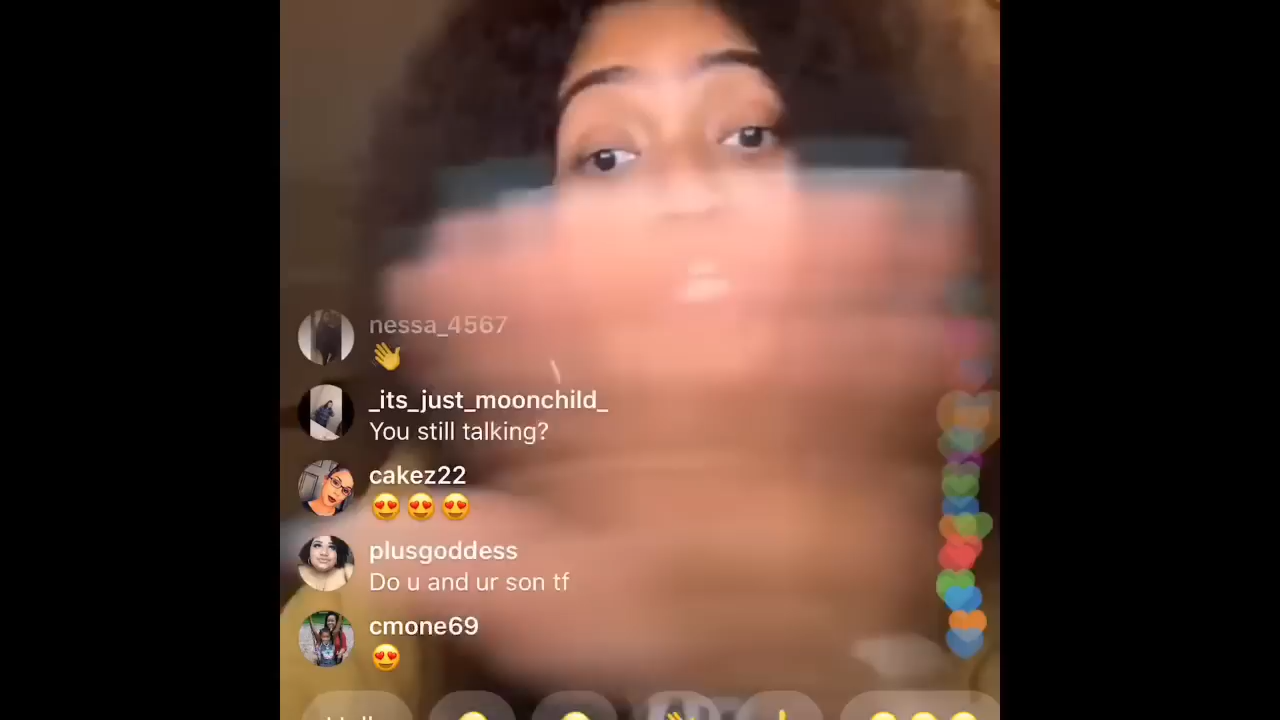 nessa_4567
👋
_its_just_moonchild_
You still talking?
cakez22
😍😍😍
plusgoddess
Do u and ur son tf
cmone69
😍